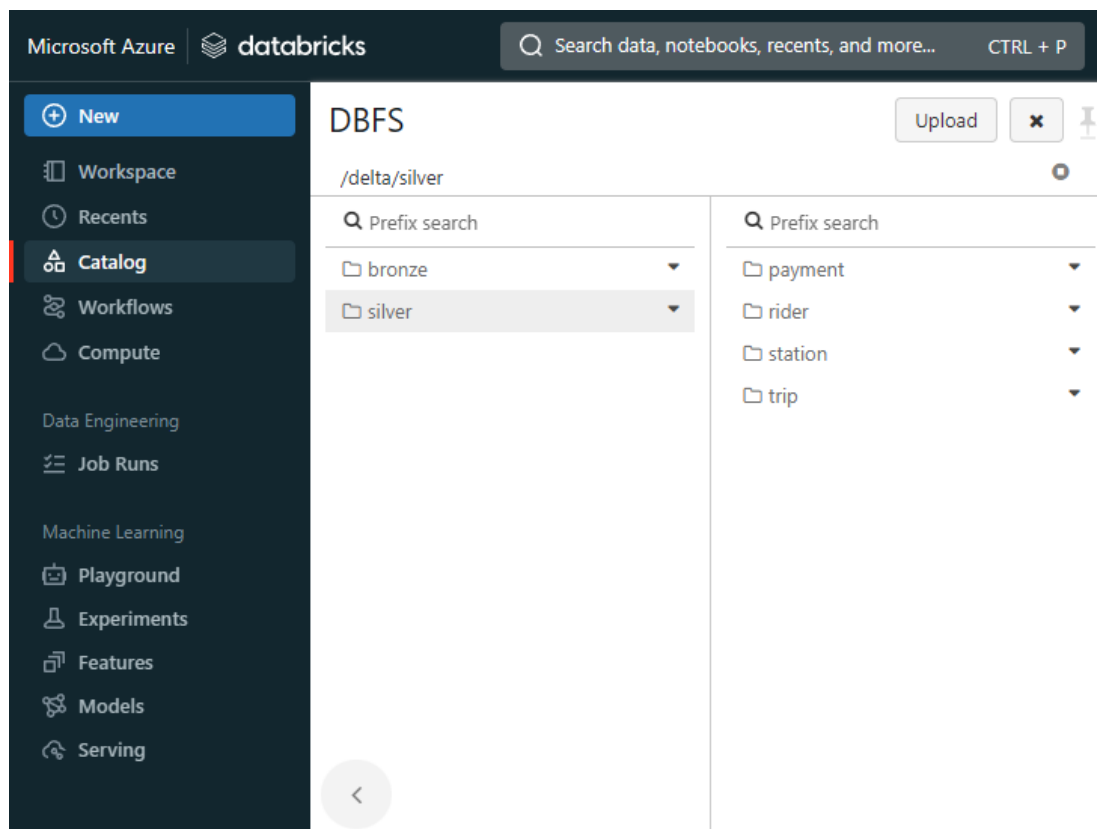 Microsoft Azure databricks
Search data, notebooks, recents, and more... CTRL + P
New
Workspace
Recents
Catalog
Workflows
Compute
Data Engineering
Job Runs
Machine Learning
Playground
Experiments
Features
Models
Serving
DBFS
Upload
/delta/silver
Prefix search
bronze
silver
Prefix search
payment
rider
station
trip